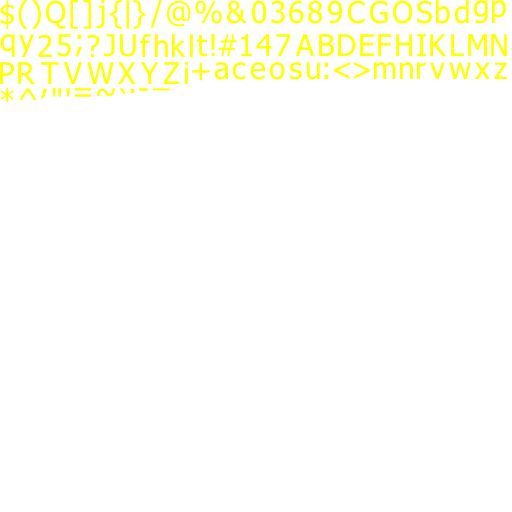 $()Q[]j{|}/@%&03689CGOSbdgp
qy25;?JUfhklt!#147ABDEFHIKLMN
PRTVWXYZi+aceosu:<>mnrvwxz
*^